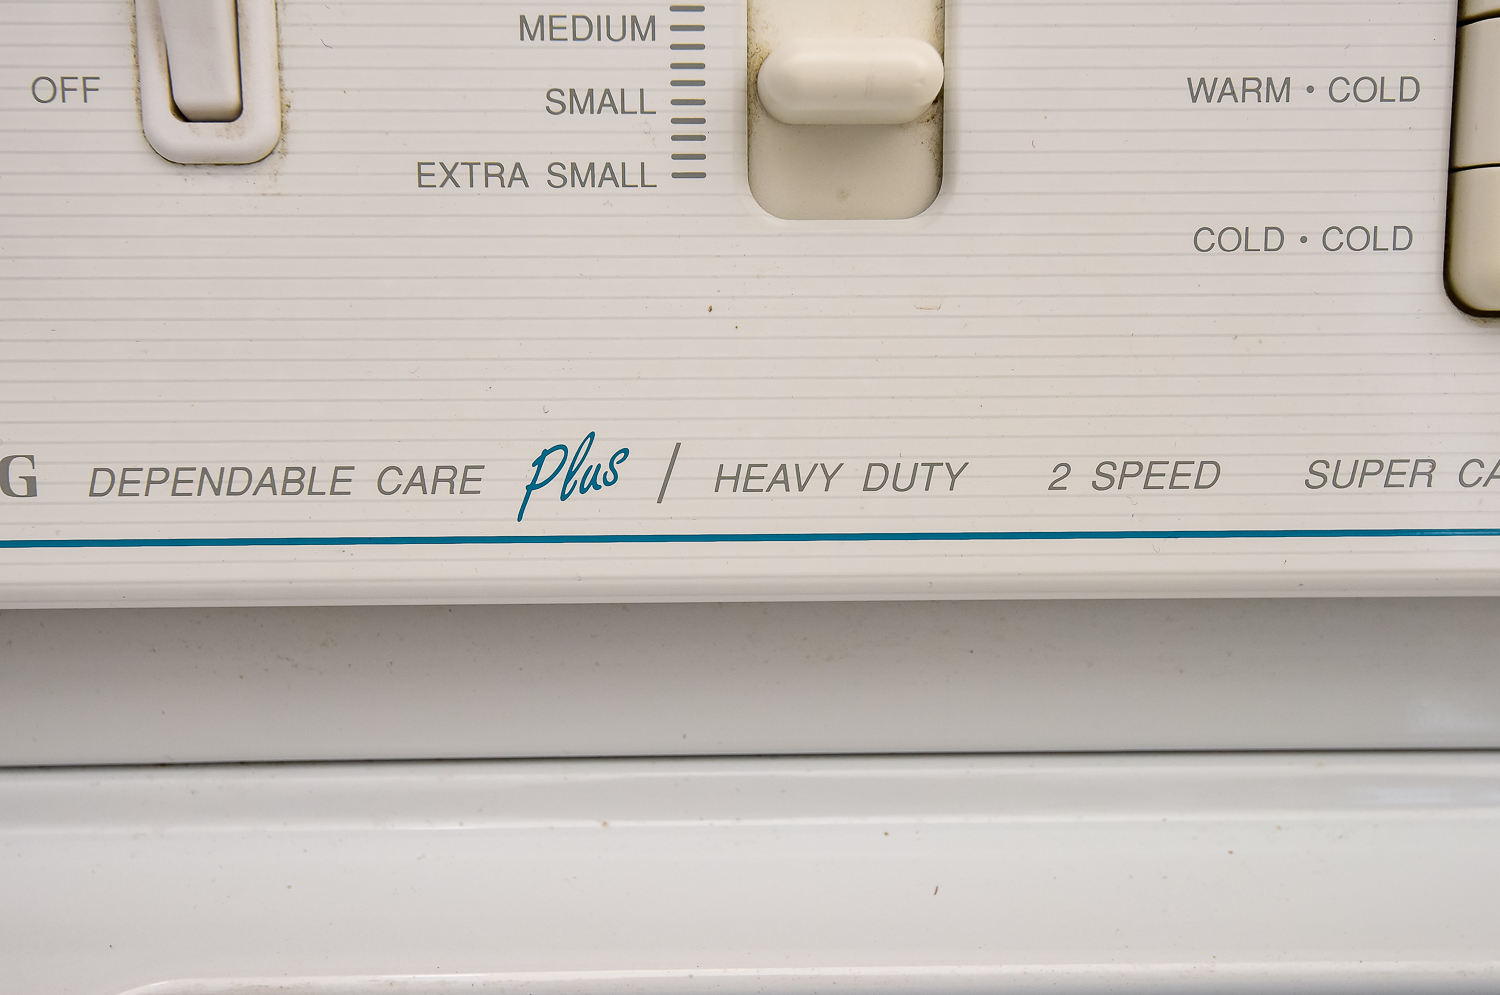 MEDIUM
OFF
SMALL
WARM • COLD
EXTRA SMALL
COLD • COLD
G DEPENDABLE CARE Plus / HEAVY DUTY 2 SPEED SUPER CA